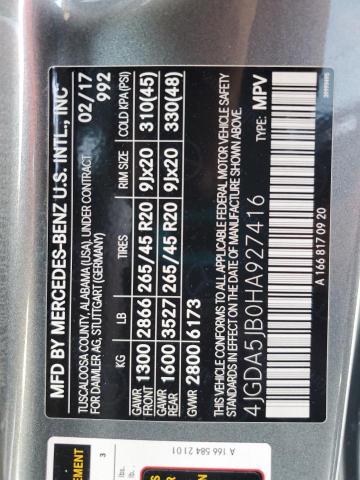 MFD BY MERCEDES-BENZ U.S. INT'L., INC
TUSCALOOSA COUNTY, ALABAMA (USA), UNDER CONTRACT 02/17
FOR DAIMLER AG, STUTTGART (GERMANY) 992
KG LB TIRES RIM SIZE COLD KPA(PSI)
GAWR 1300 2866 265/45 R20 9Jx20 310(45)
GAWR 1600 3527 265/45 R20 9Jx20 330(48)
GVWR 2800 6173
THIS VEHICLE CONFORMS TO ALL APPLICABLE FEDERAL MOTOR VEHICLE SAFETY
STANDARDS IN EFFECT ON THE DATE OF MANUFACTURE SHOWN ABOVE.
4JGDA5JB0HA927416 TYPE: MPV
A 166 817 09 20
A 166 584 21 01
3
lbs.